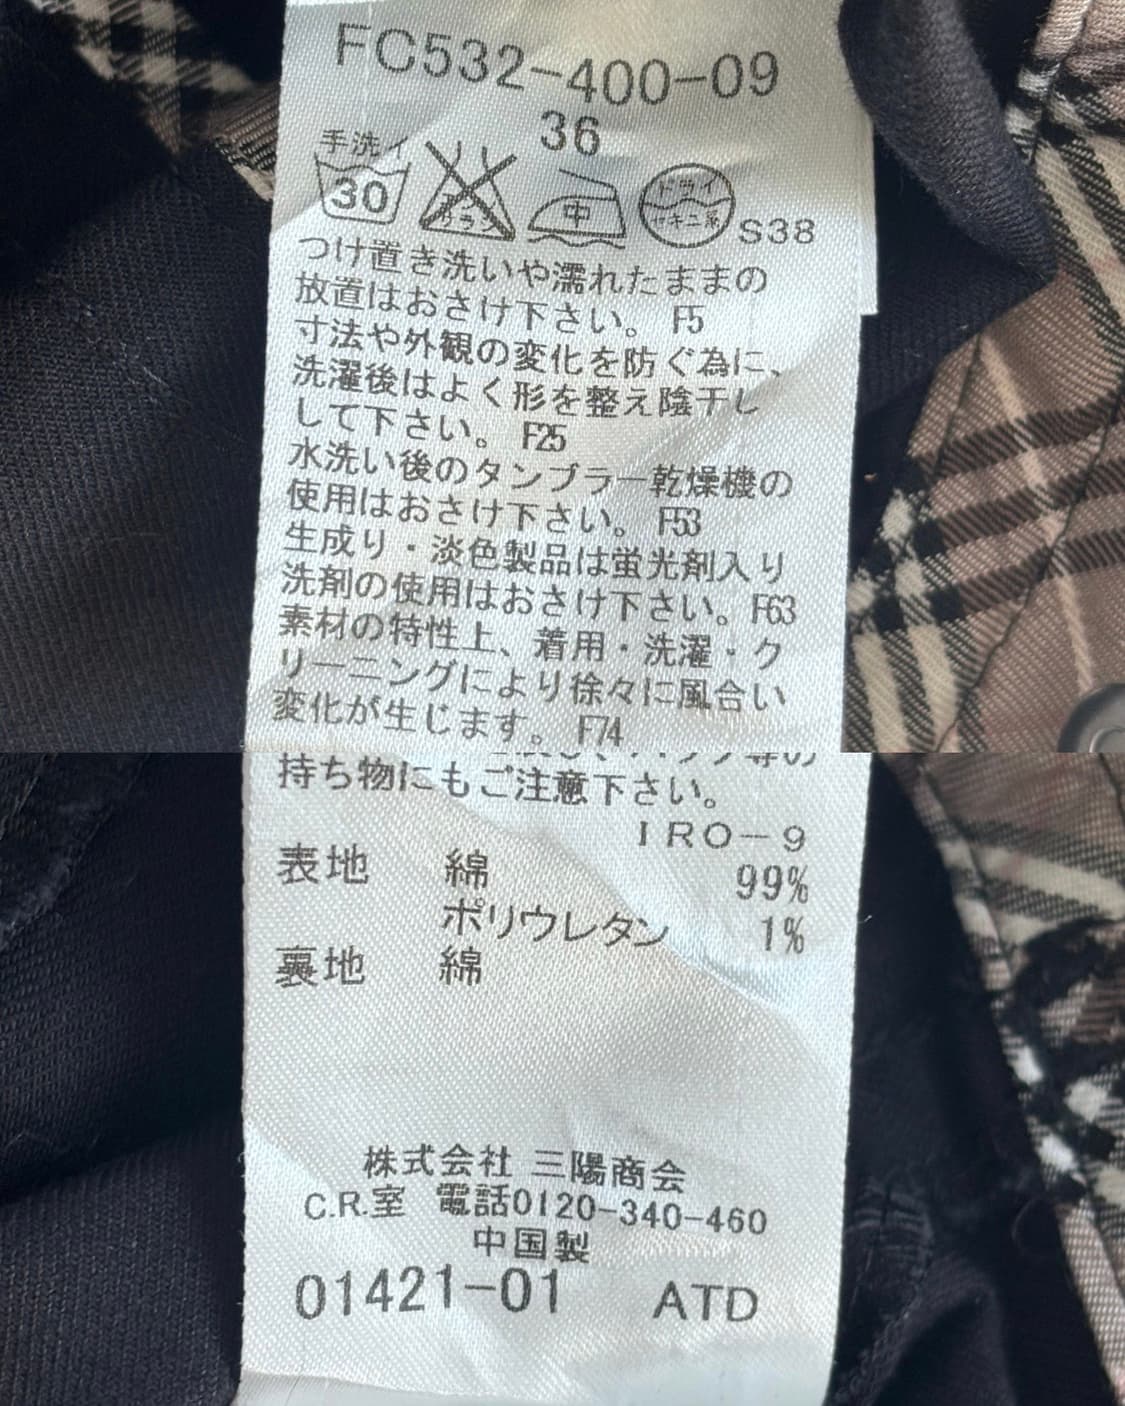 FC532-400-09
36
手洗イ
30
中
ドライ
セキユ系
S38
つけ置き洗いや濡れたままの
放置はおさけ下さい。 F5
寸法や外観の変化を防ぐ為に、
洗濯後はよく形を整え陰干し
して下さい。 F25
水洗い後のタンブラー乾燥機の
使用はおさけ下さい。 F53
生成り・淡色製品は蛍光剤入り
洗剤の使用はおさけ下さい。F63
素材の特性上、着用・洗濯・ク
リーニングにより徐々に風合い
変化が生じます。 F74
持ち物にもご注意下さい。
IRO-9
表地 綿 99%
ポリウレタン 1%
裏地 綿
株式会社 三陽商会
C.R.室 電話0120-340-460
中国製
01421-01 ATD